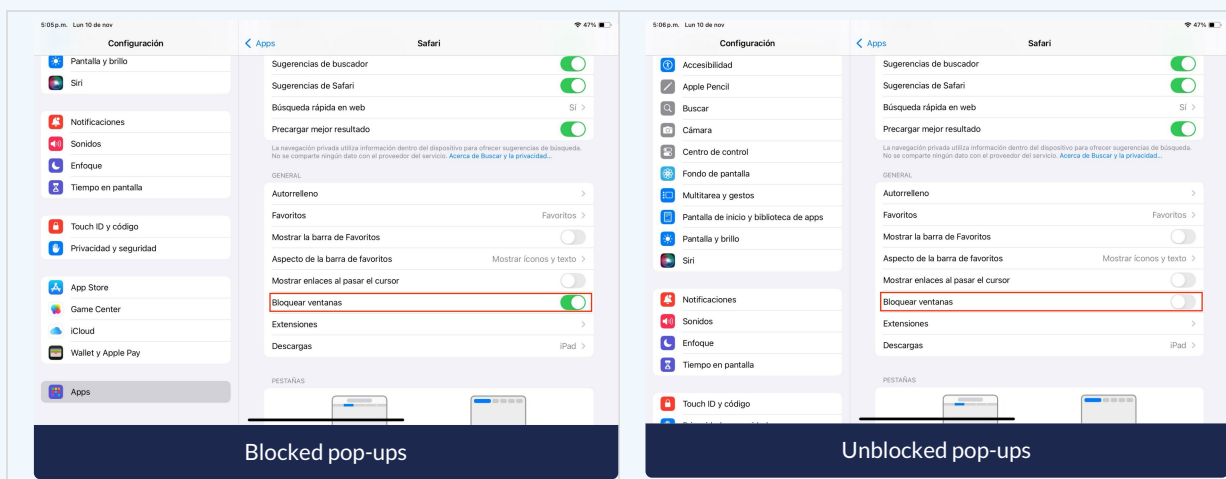 5:05 p.m. Lun 10 de nov
47%
Configuración
Pantalla y brillo
Siri
Notificaciones
Sonidos
Enfoque
Tiempo en pantalla
Touch ID y código
Privacidad y seguridad
App Store
Game Center
iCloud
Wallet y Apple Pay
Apps
Apps
Safari
Sugerencias de buscador
Sugerencias de Safari
Búsqueda rápida en web Sí
Precargar mejor resultado
La navegación privada utiliza información dentro del dispositivo para ofrecer sugerencias de búsqueda.
No se comparte ningún dato con el proveedor del servicio. Acerca de Buscar y la privacidad...
GENERAL
Autorrelleno
Favoritos Favoritos
Mostrar la barra de Favoritos
Aspecto de la barra de favoritos Mostrar íconos y texto
Mostrar enlaces al pasar el cursor
Bloquear ventanas
Extensiones
Descargas iPad
PESTAÑAS
Blocked pop-ups
5:06 p.m. Lun 10 de nov
47%
Configuración
Accesibilidad
Apple Pencil
Buscar
Cámara
Centro de control
Fondo de pantalla
Multitarea y gestos
Pantalla de inicio y biblioteca de apps
Pantalla y brillo
Siri
Notificaciones
Sonidos
Enfoque
Tiempo en pantalla
Touch ID y código
Apps
Safari
Sugerencias de buscador
Sugerencias de Safari
Búsqueda rápida en web Sí
Precargar mejor resultado
La navegación privada utiliza información dentro del dispositivo para ofrecer sugerencias de búsqueda.
No se comparte ningún dato con el proveedor del servicio. Acerca de Buscar y la privacidad...
GENERAL
Autorrelleno
Favoritos Favoritos
Mostrar la barra de Favoritos
Aspecto de la barra de favoritos Mostrar íconos y texto
Mostrar enlaces al pasar el cursor
Bloquear ventanas
Extensiones
Descargas iPad
PESTAÑAS
Unblocked pop-ups